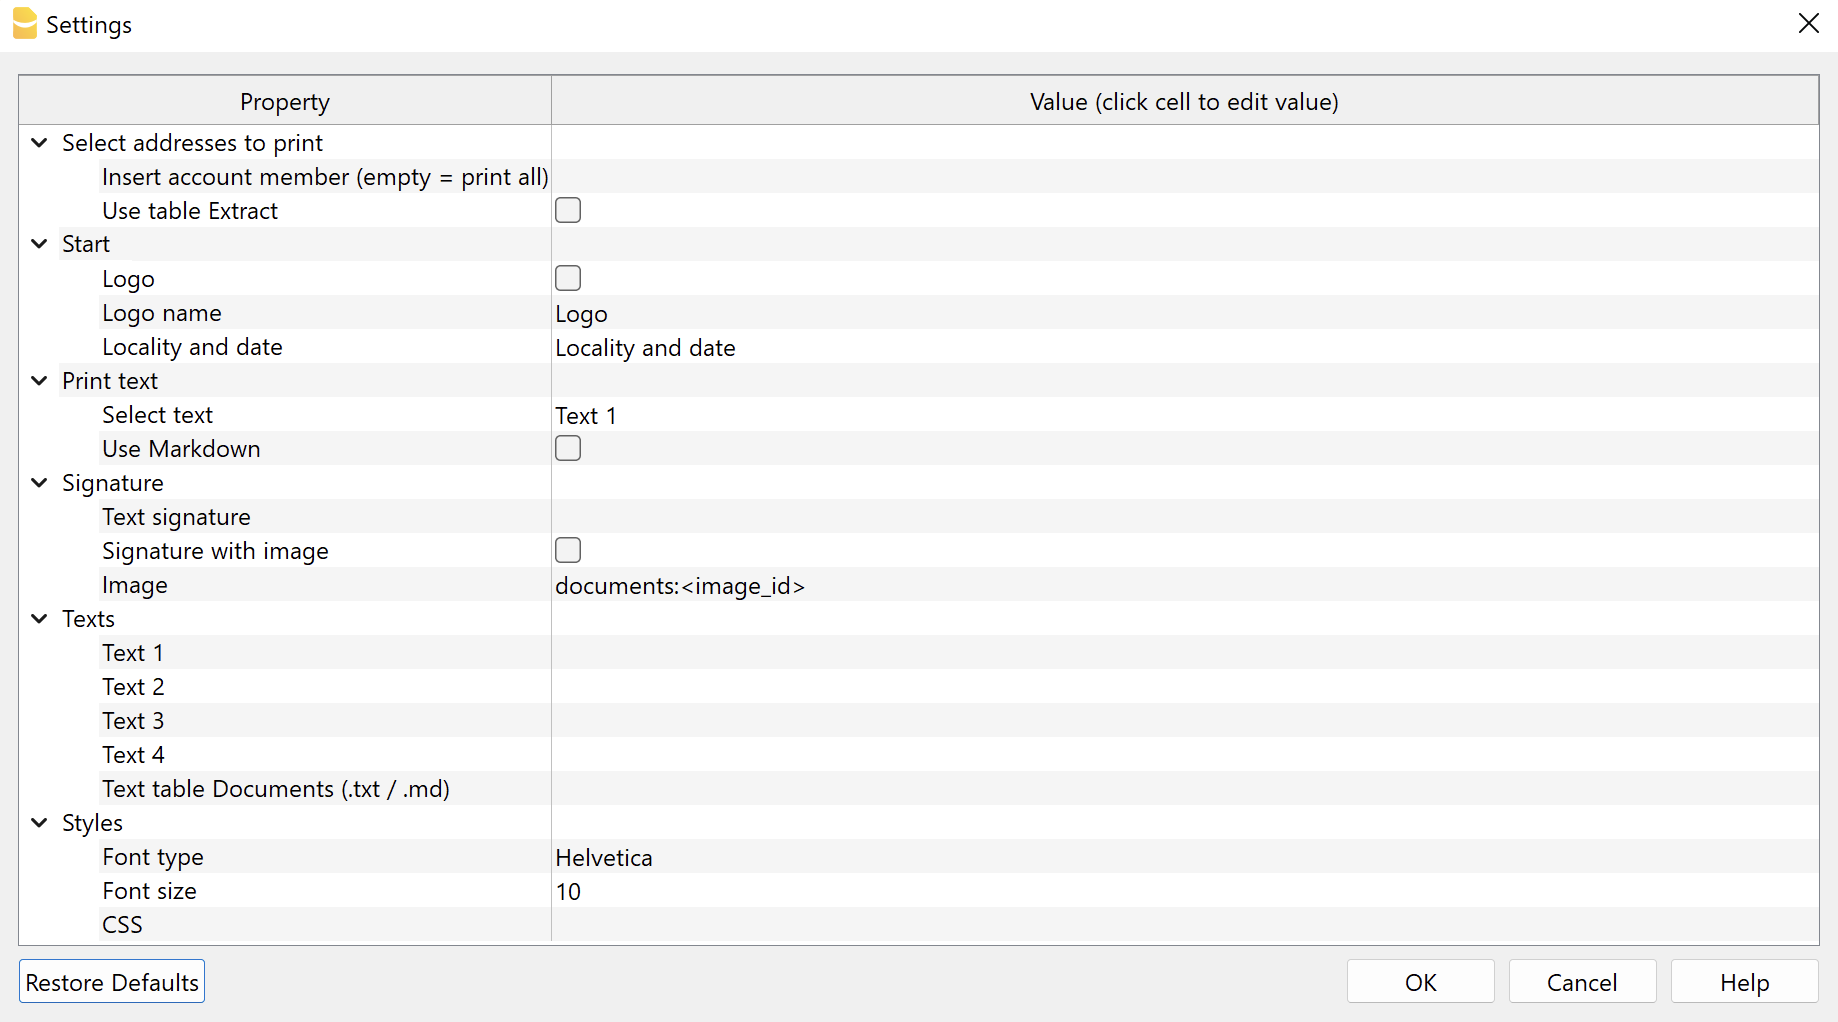 Settings
Property Value (click cell to edit value)
Select addresses to print
Insert account member (empty = print all)
Use table Extract
Start
Logo
Logo name Logo
Locality and date Locality and date
Print text
Select text Text 1
Use Markdown
Signature
Text signature
Signature with image
Image documents:<image_id>
Texts
Text 1
Text 2
Text 3
Text 4
Text table Documents (.txt / .md)
Styles
Font type Helvetica
Font size 10
CSS
Restore Defaults OK Cancel Help